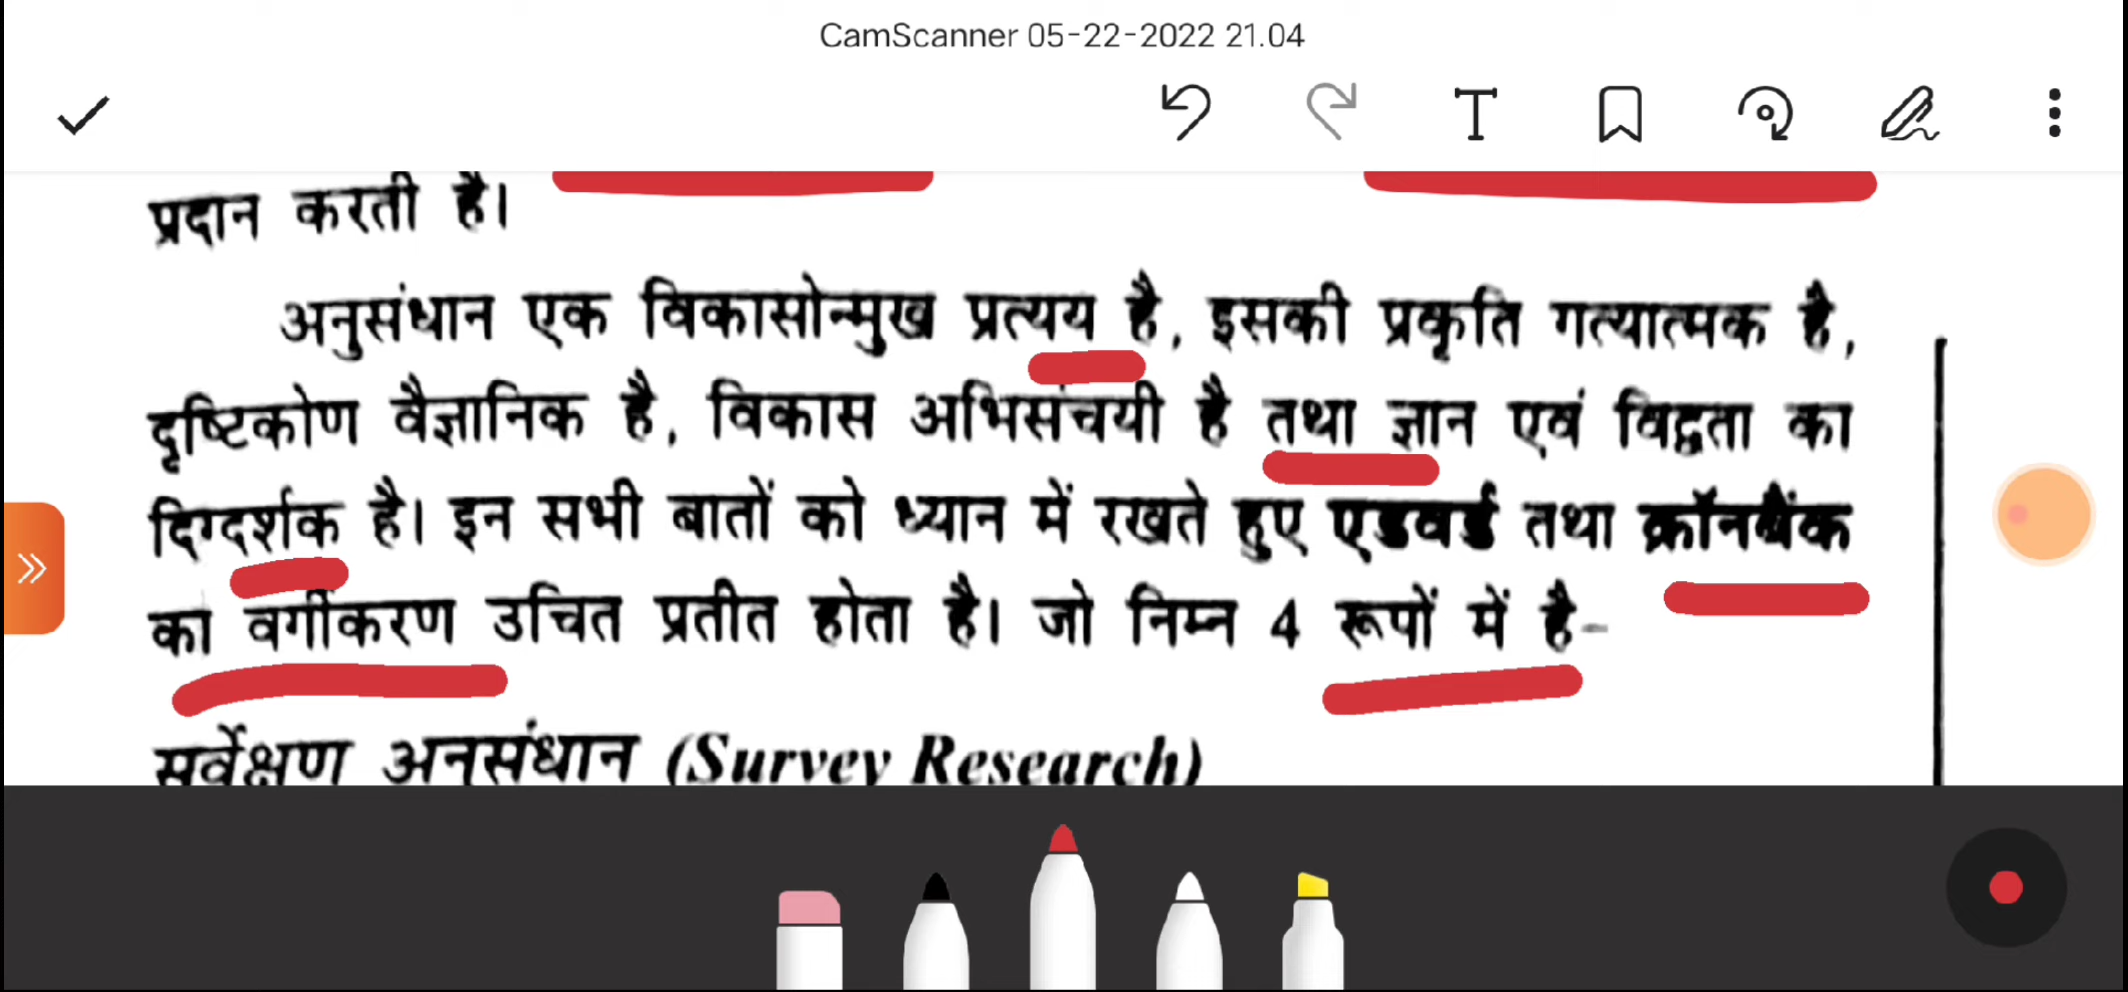 CamScanner 05-22-2022 21.04
प्रदान करती है।
अनुसंधान एक विकासोन्मुख प्रत्यय है, इसकी प्रकृति गत्यात्मक है,
दृष्टिकोण वैज्ञानिक है, विकास अभिसंचयी है तथा ज्ञान एवं विद्वता का
दिग्दर्शक है। इन सभी बातों को ध्यान में रखते हुए एडवर्ड तथा क्रॉनबैंक
का वर्गीकरण उचित प्रतीत होता है। जो निम्न 4 रूपों में है-
सर्वेक्षण अनुसंधान (Survey Research)